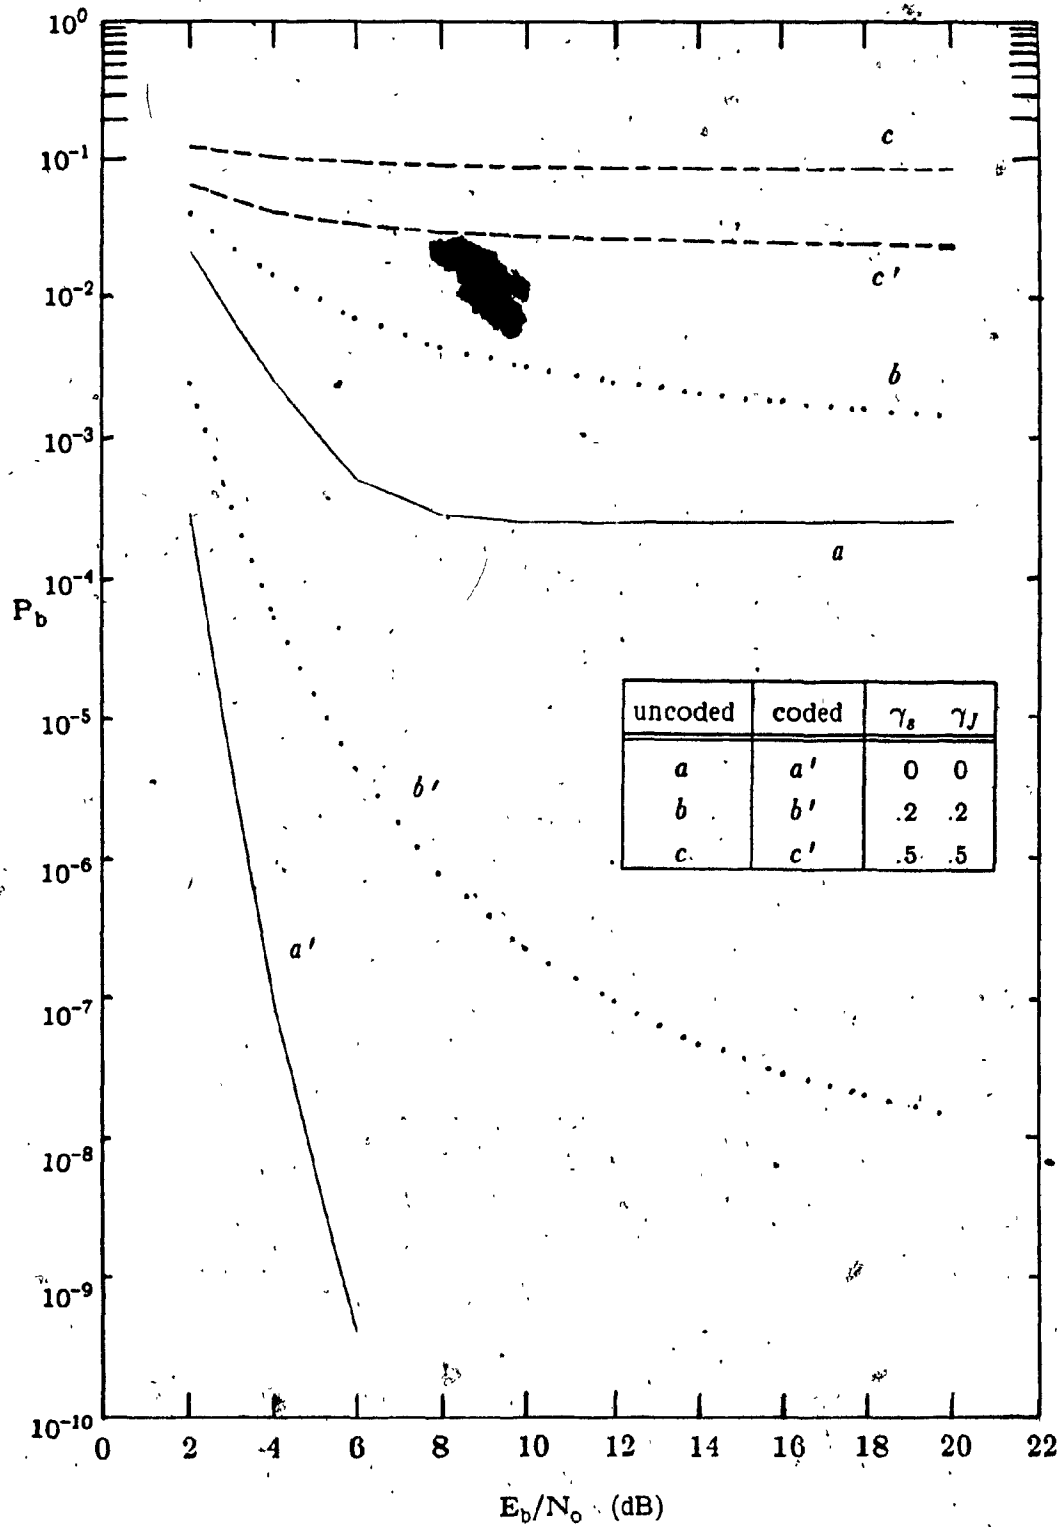 10⁰
c
10⁻¹
c'
10⁻²
b
10⁻³
a
10⁻⁴
P_b
uncoded coded γ_s γ_J
a a' 0 0
b b' .2 .2
c c' .5 .5
10⁻⁵
b'
10⁻⁶
a'
10⁻⁷
10⁻⁸
10⁻⁹
10⁻¹⁰
0 2 4 6 8 10 12 14 16 18 20 22
E_b/N_o (dB)